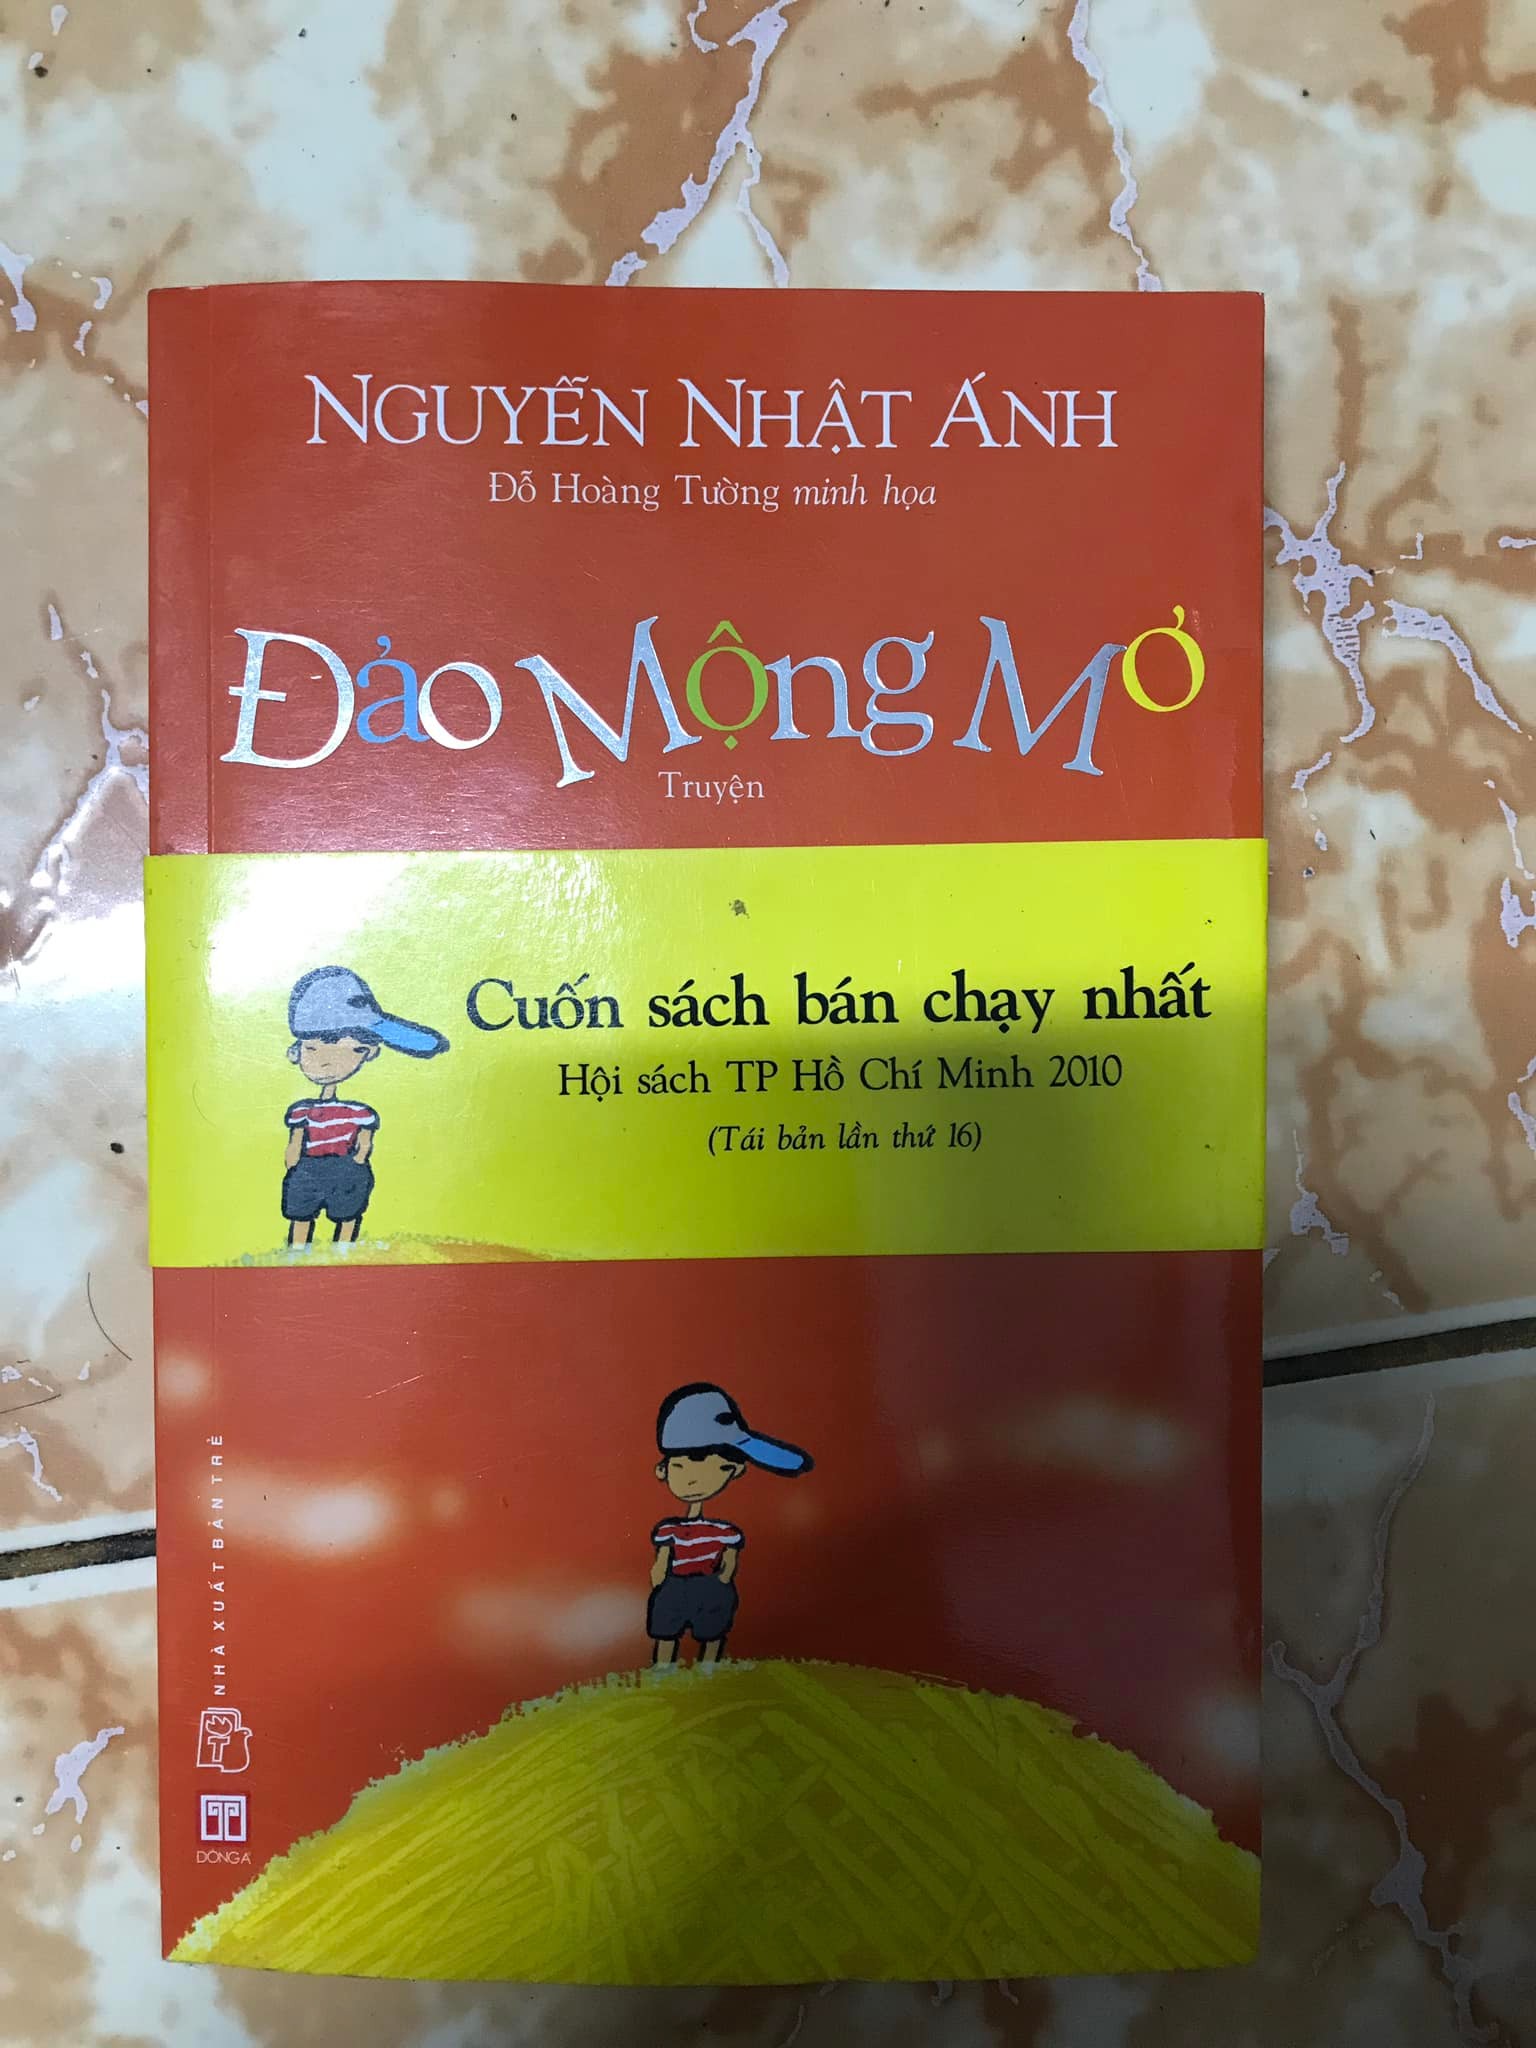 NGUYỄN NHẬT ÁNH
Đỗ Hoàng Tường minh họa
Đảo Mộng Mơ
Truyện
Cuốn sách bán chạy nhất
Hội sách TP Hồ Chí Minh 2010
(Tái bản lần thứ 16)
NHÀ XUẤT BẢN TRẺ
ĐÔNG A